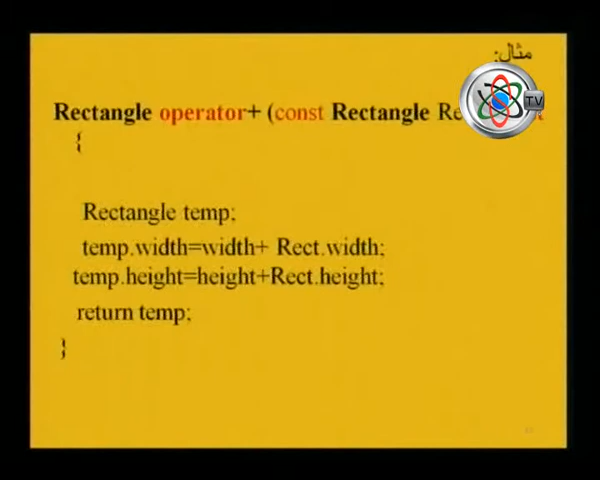 مثال:
Rectangle operator+ (const Rectangle
{
Rectangle temp;
temp.width=width+ Rect.width;
temp.height=height+Rect.height;
return temp;
}
TV